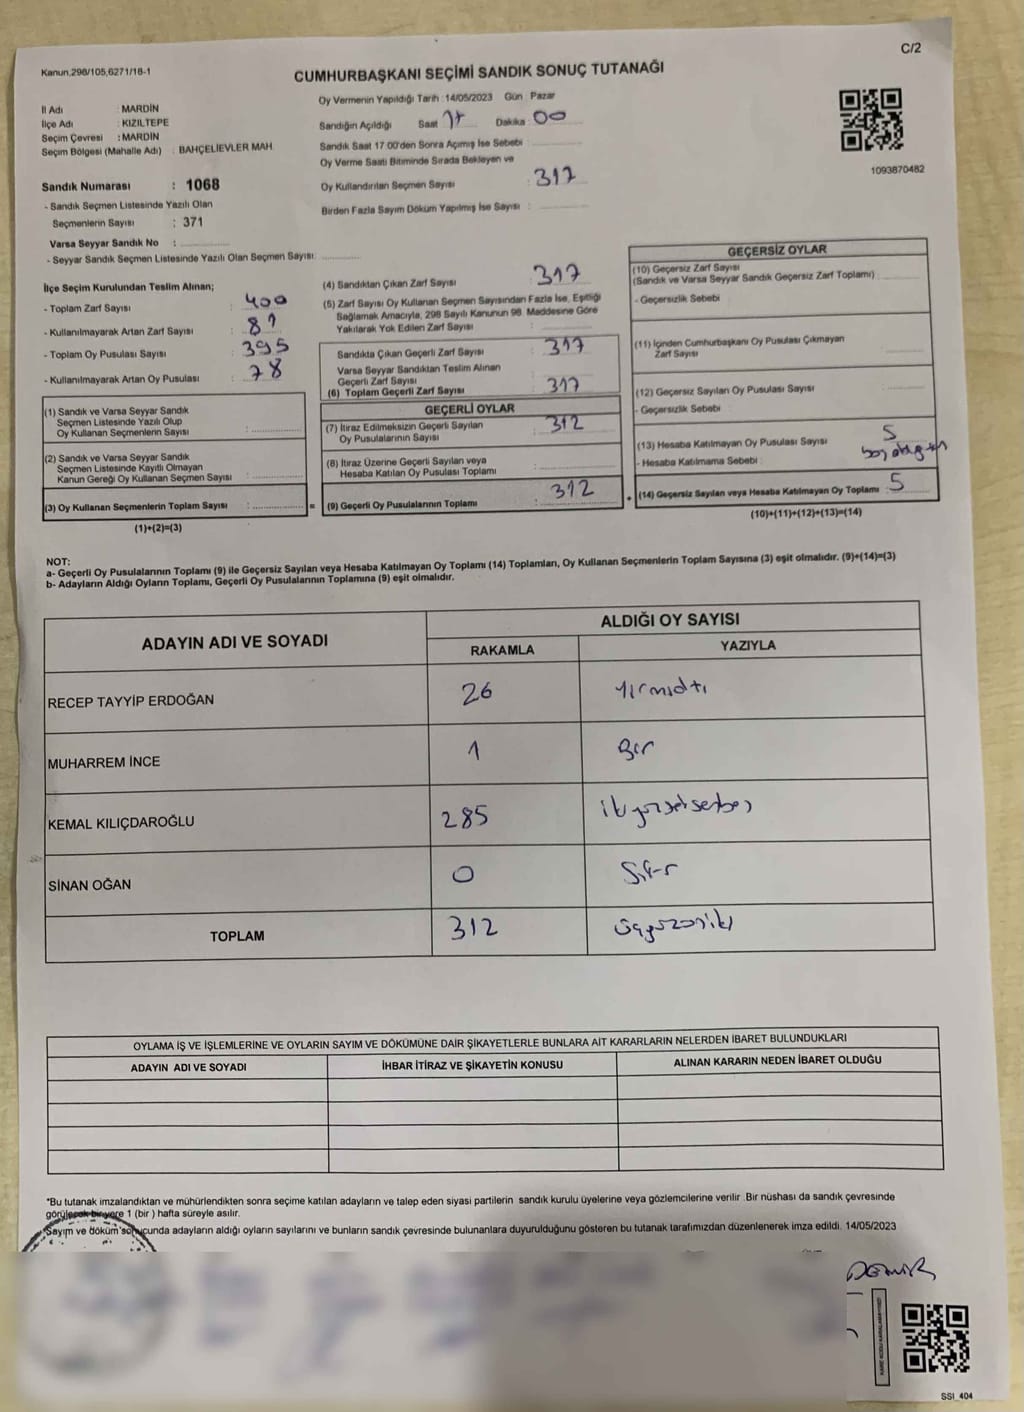 Kanun,298/105,6271/18-1
C/2
CUMHURBAŞKANI SEÇİMİ SANDIK SONUÇ TUTANAĞI
İl Adı : MARDİN
İlçe Adı : KIZILTEPE
Seçim Çevresi : MARDİN
Seçim Bölgesi (Mahalle Adı) : BAHÇELİEVLER MAH.
Sandık Numarası : 1068
- Sandık Seçmen Listesinde Yazılı Olan
Seçmenlerin Sayısı : 371
Varsa Seyyar Sandık No :
- Seyyar Sandık Seçmen Listesinde Yazılı Olan Seçmen Sayısı:
Oy Vermenin Yapıldığı Tarih : 14/05/2023 Gün : Pazar
Sandığın Açıldığı Saat 17 Dakika : 00
Sandık Saat 17:00'den Sonra Açımış İse Sebebi :
Oy Verme Saati Bitiminde Sırada Bekleyen ve
Oy Kullandırılan Seçmen Sayısı : 317
Birden Fazla Sayım Döküm Yapılmış İse Sayısı :
1093870482
İlçe Seçim Kurulundan Teslim Alınan;
- Toplam Zarf Sayısı : 400
- Kullanılmayarak Artan Zarf Sayısı : 81
- Toplam Oy Pusulası Sayısı : 395
- Kullanılmayarak Artan Oy Pusulası : 78
(1) Sandık ve Varsa Seyyar Sandık
Seçmen Listesinde Yazılı Olup
Oy Kullanan Seçmenlerin Sayısı :
(2) Sandık ve Varsa Seyyar Sandık
Seçmen Listesinde Kayıtlı Olmayan
Kanun Gereği Oy Kullanan Seçmen Sayısı :
(3) Oy Kullanan Seçmenlerin Toplam Sayısı :
(1)+(2)=(3)
(4) Sandıktan Çıkan Zarf Sayısı : 317
(5) Zarf Sayısı Oy Kullanan Seçmen Sayısından Fazla İse, Eşitliği
Sağlamak Amacıyla, 298 Sayılı Kanunun 98. Maddesine Göre
Yakılarak Yok Edilen Zarf Sayısı :
Sandıkta Çıkan Geçerli Zarf Sayısı : 317
Varsa Seyyar Sandıktan Teslim Alınan
Geçerli Zarf Sayısı :
(6) Toplam Geçerli Zarf Sayısı : 317
GEÇERLİ OYLAR
(7) İtiraz Edilmeksizin Geçerli Sayılan : 312
Oy Pusulalarının Sayısı
(8) İtiraz Üzerine Geçerli Sayılan veya
Hesaba Katılan Oy Pusulası Toplamı :
= (9) Geçerli Oy Pusulalarının Toplamı : 312
GEÇERSİZ OYLAR
(10) Geçersiz Zarf Sayısı
(Sandık ve Varsa Seyyar Sandık Geçersiz Zarf Toplamı) :
- Geçersizlik Sebebi :
(11) İçinden Cumhurbaşkanı Oy Pusulası Çıkmayan
Zarf Sayısı :
(12) Geçersiz Sayılan Oy Pusulası Sayısı :
- Geçersizlik Sebebi :
(13) Hesaba Katılmayan Oy Pusulası Sayısı : 5
- Hesaba Katılmama Sebebi :
+ (14) Geçersiz Sayılan veya Hesaba Katılmayan Oy Toplamı : 5
(10)+(11)+(12)+(13)=(14)
NOT:
a- Geçerli Oy Pusulalarının Toplamı (9) ile Geçersiz Sayılan veya Hesaba Katılmayan Oy Toplamı (14) Toplamları, Oy Kullanan Seçmenlerin Toplam Sayısına (3) eşit olmalıdır. (9)+(14)=(3)
b- Adayların Aldığı Oyların Toplamı, Geçerli Oy Pusulalarının Toplamına (9) eşit olmalıdır.
ADAYIN ADI VE SOYADI
ALDIĞI OY SAYISI
RAKAMLA YAZIYLA
RECEP TAYYİP ERDOĞAN 26 Yirmialtı
MUHARREM İNCE 1 Bir
KEMAL KILIÇDAROĞLU 285 ikiyüzseksenbeş
SİNAN OĞAN 0 Sıfır
TOPLAM 312 üçyüzoniki
OYLAMA İŞ VE İŞLEMLERİNE VE OYLARIN SAYIM VE DÖKÜMÜNE DAİR ŞİKAYETLERLE BUNLARA AİT KARARLARIN NELERDEN İBARET BULUNDUKLARI
ADAYIN ADI VE SOYADI İHBAR İTİRAZ VE ŞİKAYETİN KONUSU ALINAN KARARIN NEDEN İBARET OLDUĞU
*Bu tutanak imzalandıktan ve mühürlendikten sonra seçime katılan adayların ve talep eden siyasi partilerin sandık kurulu üyelerine veya gözlemcilerine verilir .Bir nüshası da sandık çevresinde
görülecek bir yere 1 (bir ) hafta süreyle asılır.
*Sayım ve döküm sonucunda adayların aldığı oyların sayılarını ve bunların sandık çevresinde bulunanlara duyurulduğunu gösteren bu tutanak tarafımızdan düzenlenerek imza edildi. 14/05/2023
DEMİR
SSI_404